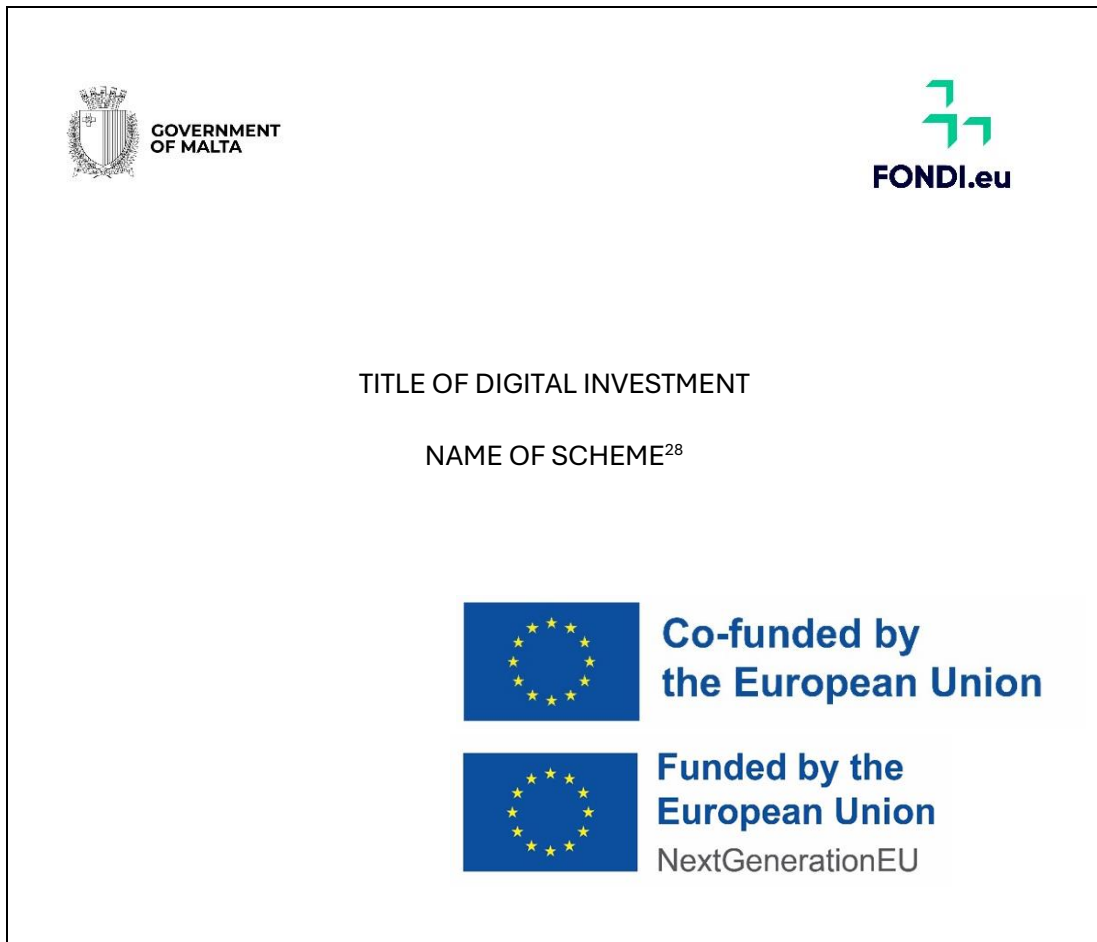 GOVERNMENT
OF MALTA
FONDI.eu
TITLE OF DIGITAL INVESTMENT
NAME OF SCHEME²⁸
Co-funded by
the European Union
Funded by the
European Union
NextGenerationEU